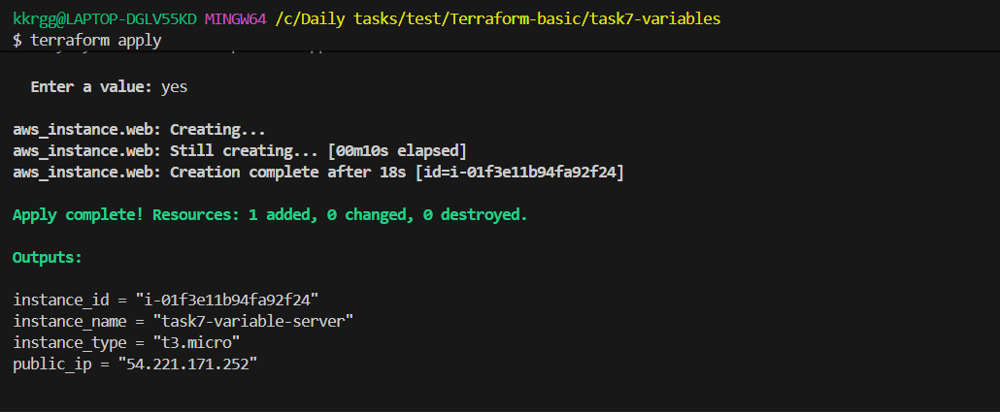 kkrgg@LAPTOP-DGLV55KD MINGW64 /c/Daily tasks/test/Terraform-basic/task7-variables
$ terraform apply
Enter a value: yes
aws_instance.web: Creating...
aws_instance.web: Still creating... [00m10s elapsed]
aws_instance.web: Creation complete after 18s [id=i-01f3e11b94fa92f24]
Apply complete! Resources: 1 added, 0 changed, 0 destroyed.
Outputs:
instance_id = "i-01f3e11b94fa92f24"
instance_name = "task7-variable-server"
instance_type = "t3.micro"
public_ip = "54.221.171.252"